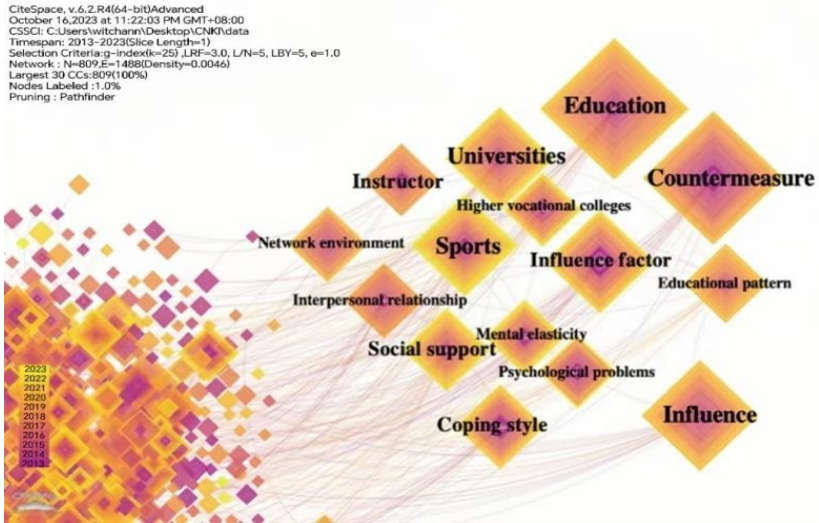 CiteSpace, v.6.2.R4(64-bit)Advanced
October 16,2023 at 11:22:03 PM GMT+08:00
CSSCI: C:Users\witchann\Desktop\CNKI\data
Timespan: 2013-2023(Slice Length=1)
Selection Criteria:g-index(k=25) ,LRF=3.0, L/N=5, LBY=5, e=1.0
Network : N=809,E=1488(Density=0.0046)
Largest 30 CCs:809(100%)
Nodes Labeled :1.0%
Pruning : Pathfinder
Education
Universities
Instructor
Countermeasure
Higher vocational colleges
Network environment
Sports
Influence factor
Educational pattern
Interpersonal relationship
Mental elasticity
Social support
Psychological problems
Coping style
Influence
2023
2022
2021
2020
2019
2018
2017
2016
2015
2014
2013